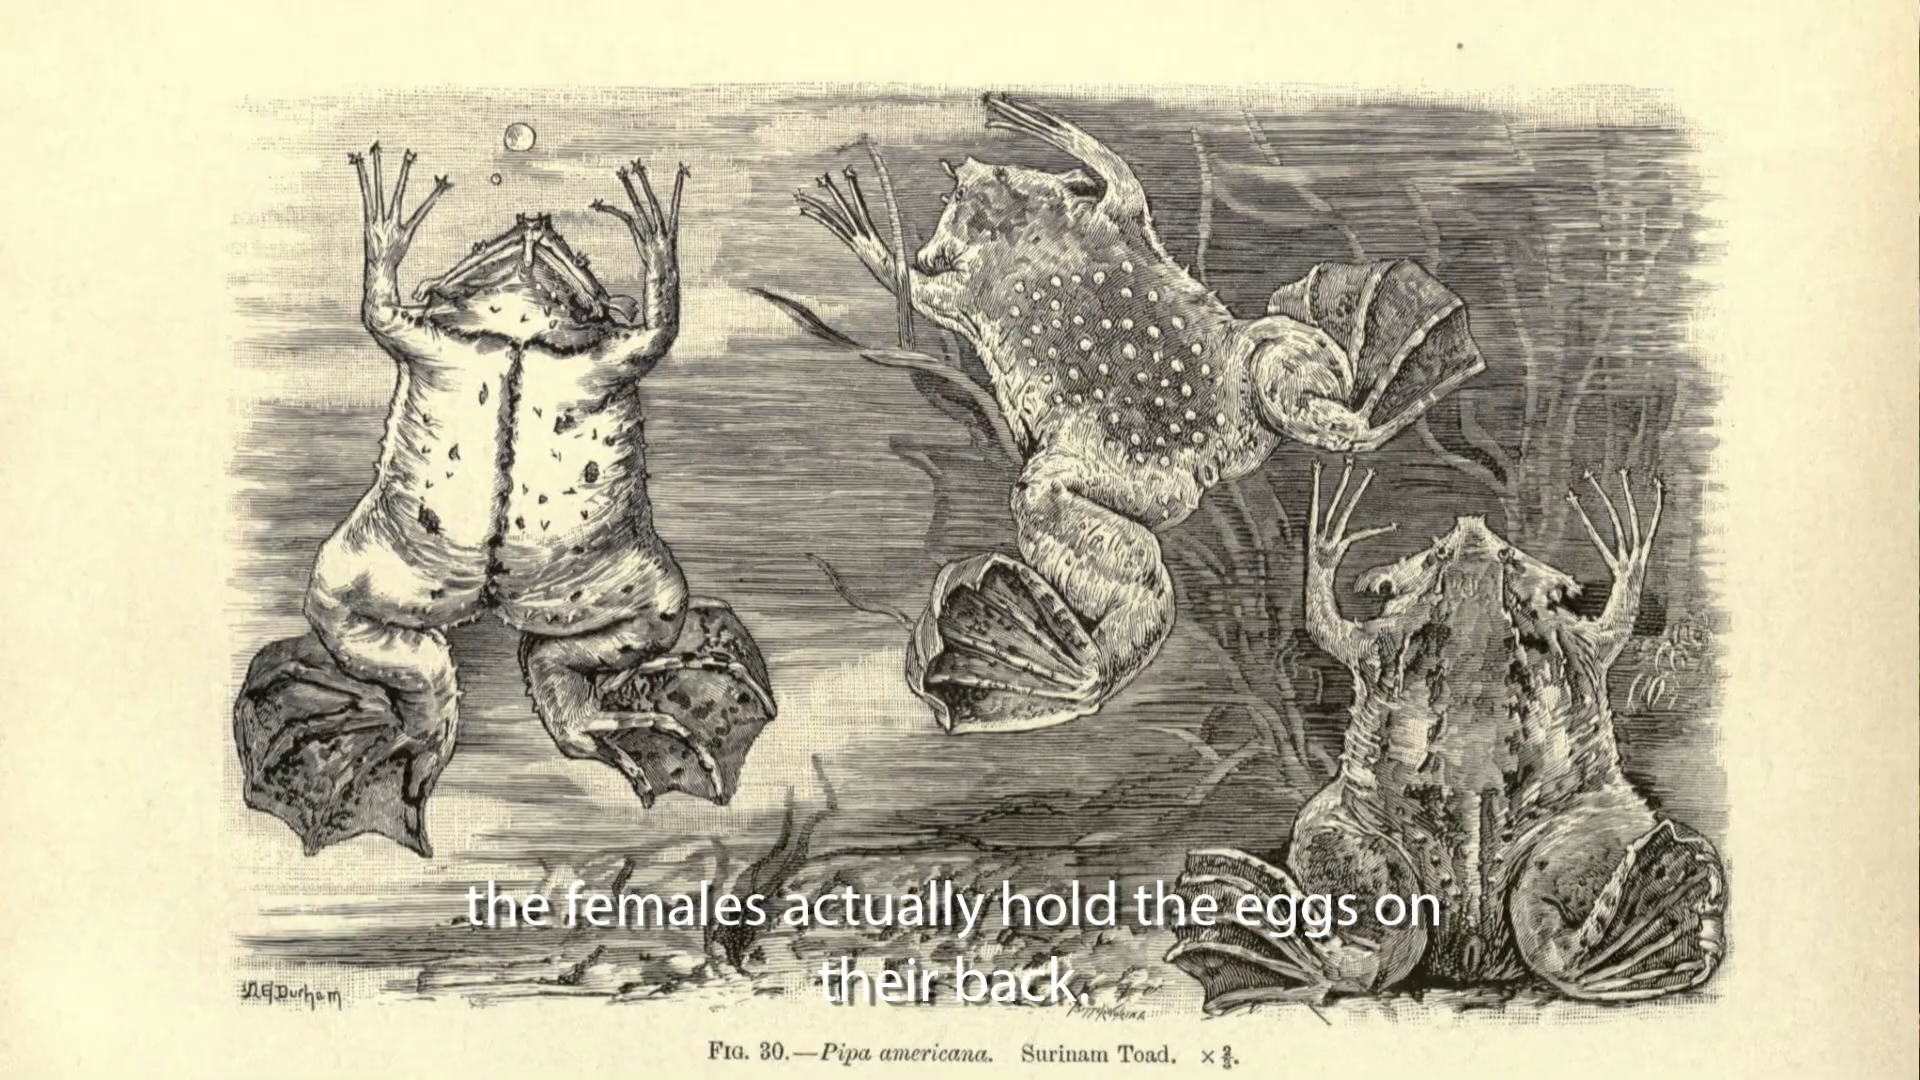 the females actually hold the eggs on
their back.
FIG. 30.—Pipa americana. Surinam Toad. × ⅔.